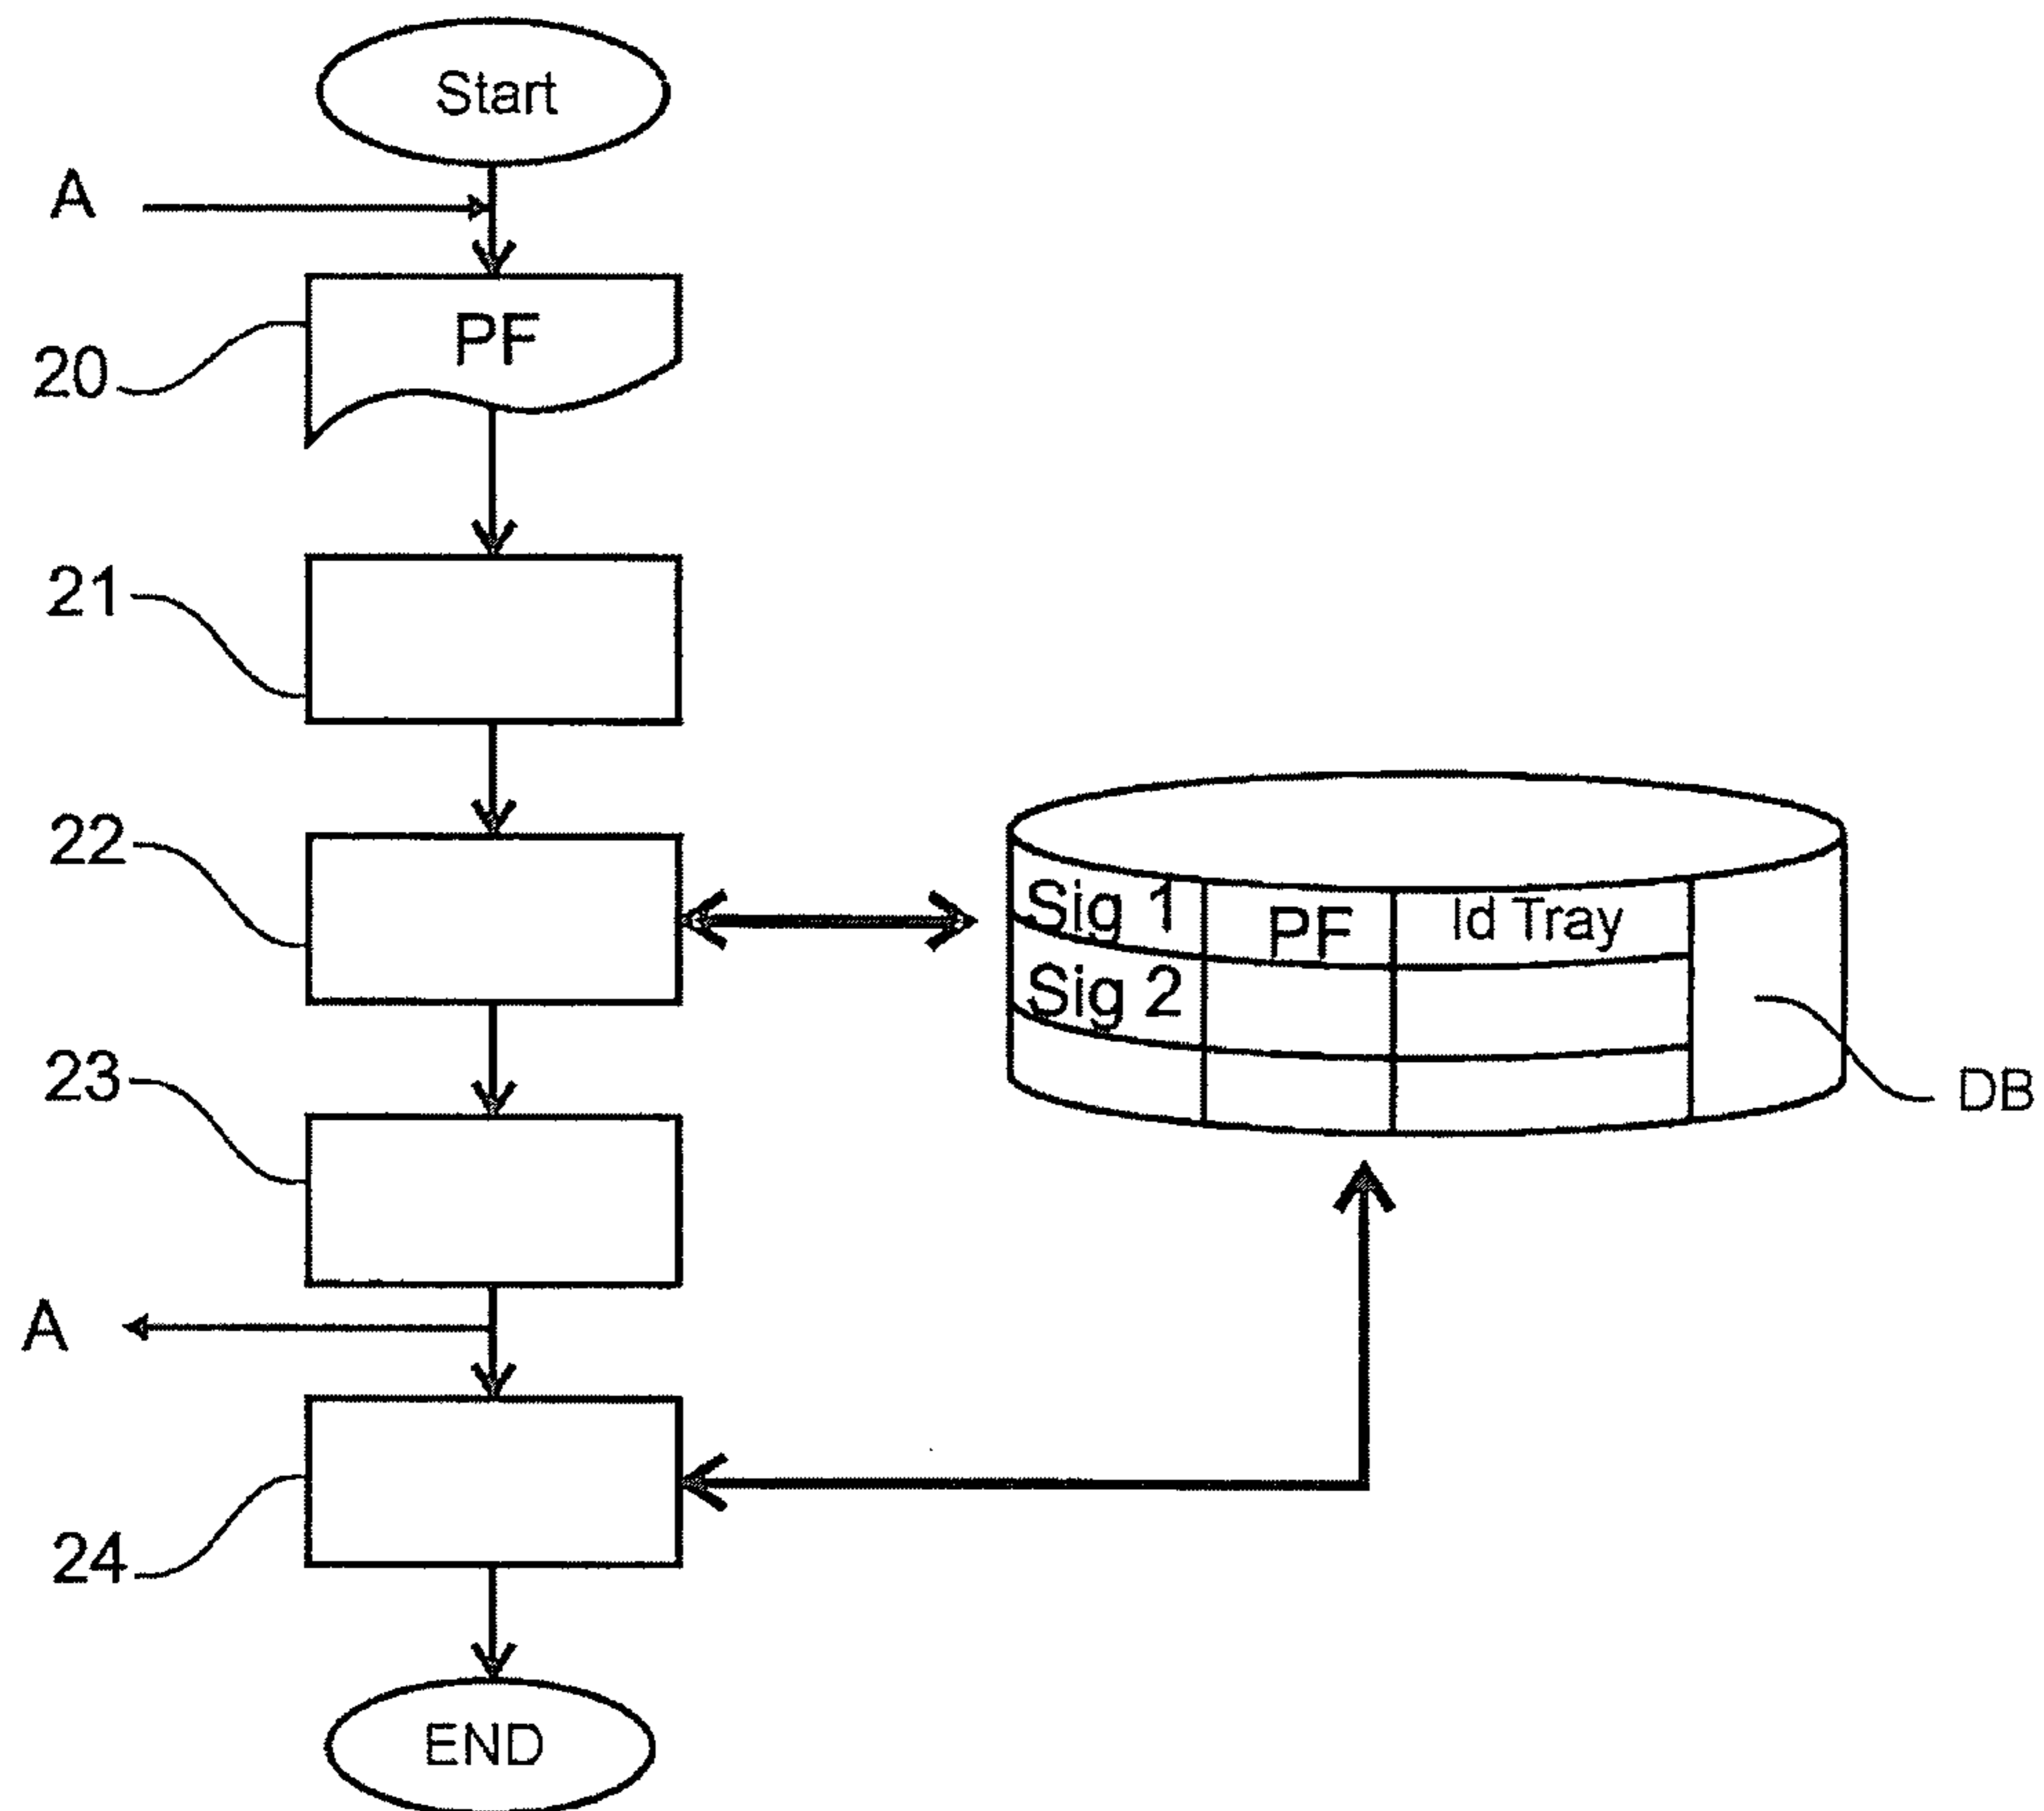 Start
A
PF
20
21
22
Sig 1 PF Id Tray
Sig 2
23
DB
A
24
END